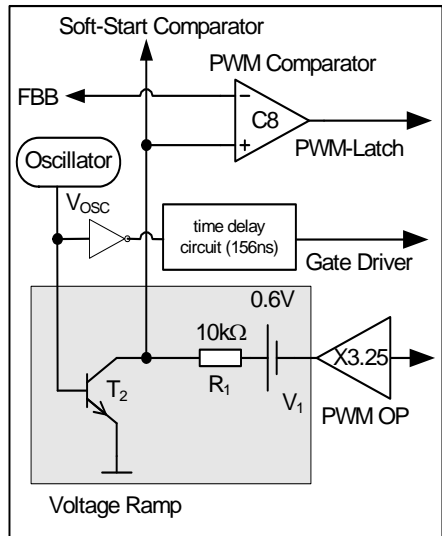 Soft-Start Comparator
PWM Comparator
FBB
−
C8
+
PWM-Latch
Oscillator
VOSC
time delay
circuit (156ns)
Gate Driver
0.6V
10kΩ
X3.25
T2
R1
V1
PWM OP
Voltage Ramp